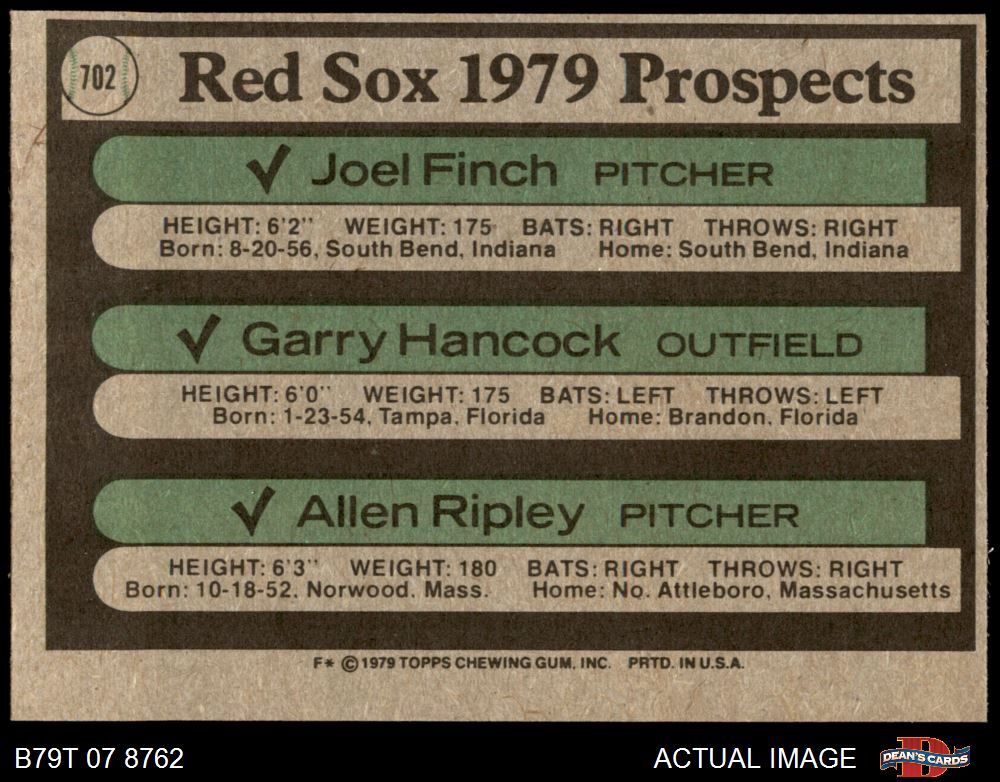 702
Red Sox 1979 Prospects
✓ Joel Finch PITCHER
HEIGHT: 6'2" WEIGHT: 175 BATS: RIGHT THROWS: RIGHT
Born: 8-20-56, South Bend, Indiana Home: South Bend, Indiana
✓ Garry Hancock OUTFIELD
HEIGHT: 6'0" WEIGHT: 175 BATS: LEFT THROWS: LEFT
Born: 1-23-54, Tampa, Florida Home: Brandon, Florida
✓ Allen Ripley PITCHER
HEIGHT: 6'3" WEIGHT: 180 BATS: RIGHT THROWS: RIGHT
Born: 10-18-52, Norwood, Mass. Home: No. Attleboro, Massachusetts
F* © 1979 TOPPS CHEWING GUM, INC. PRTD. IN U.S.A.
B79T 07 8762 ACTUAL IMAGE DEAN'S CARDS